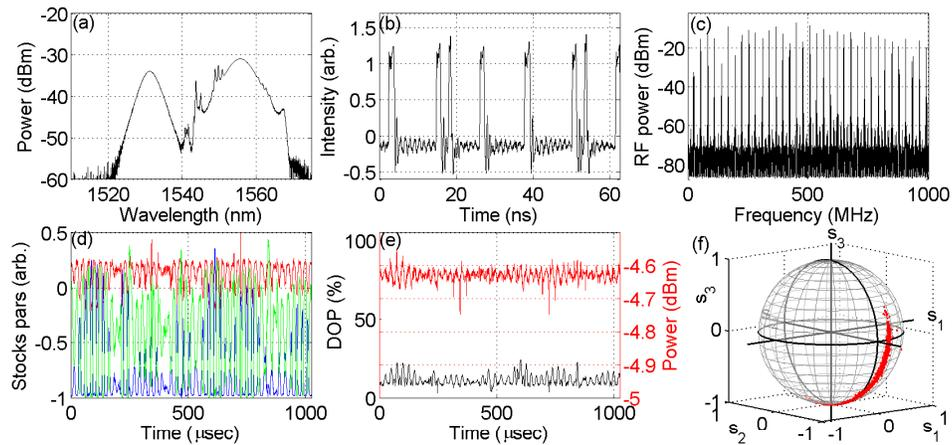 (a)
-20
-30
-40
-50
-60
Power (dBm)
1520 1540 1560
Wavelength (nm)
(b)
1.5
1
0.5
0
-0.5
Intensity (arb.)
0 20 40 60
Time (ns)
(c)
-20
-40
-60
-80
RF power (dBm)
0 500 1000
Frequency (MHz)
(d)
0.5
0
-0.5
-1
Stocks pars (arb.)
0 500 1000
Time (μsec)
(e)
100
50
0
DOP (%)
-4.6
-4.7
-4.8
-4.9
-5
Power (dBm)
0 500 1000
Time (μsec)
(f)
s3
1
0
-1
s3
s1
1 0 -1
s2
-1 0 1
s1